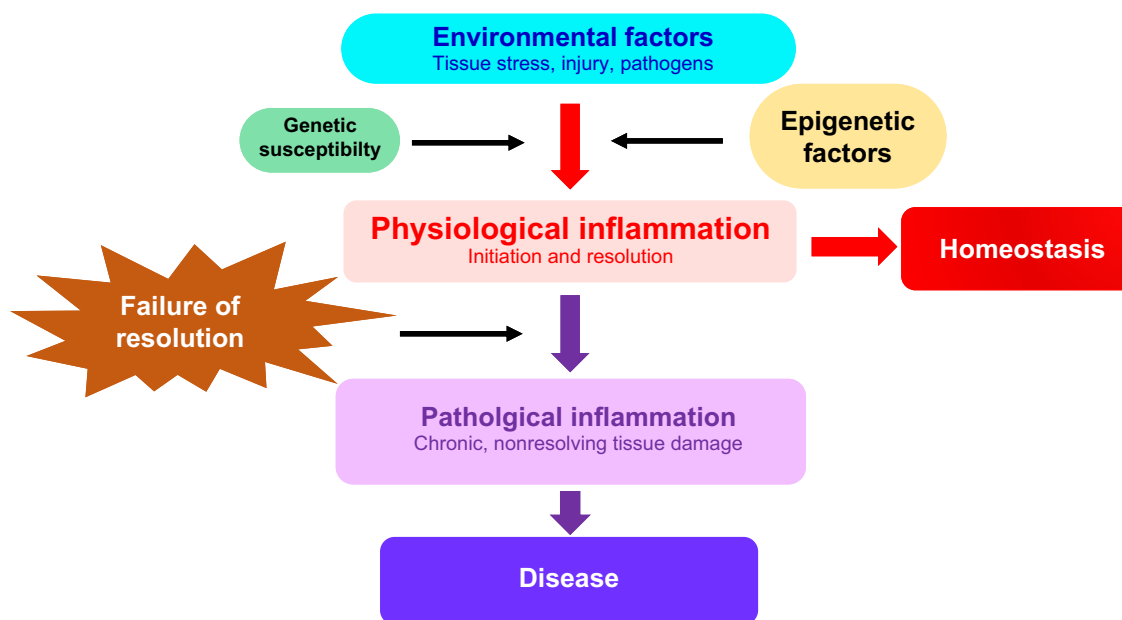 Environmental factors
Tissue stress, injury, pathogens
Genetic
susceptibilty
Epigenetic
factors
Physiological inflammation
Initiation and resolution
Homeostasis
Failure of
resolution
Patholgical inflammation
Chronic, nonresolving tissue damage
Disease